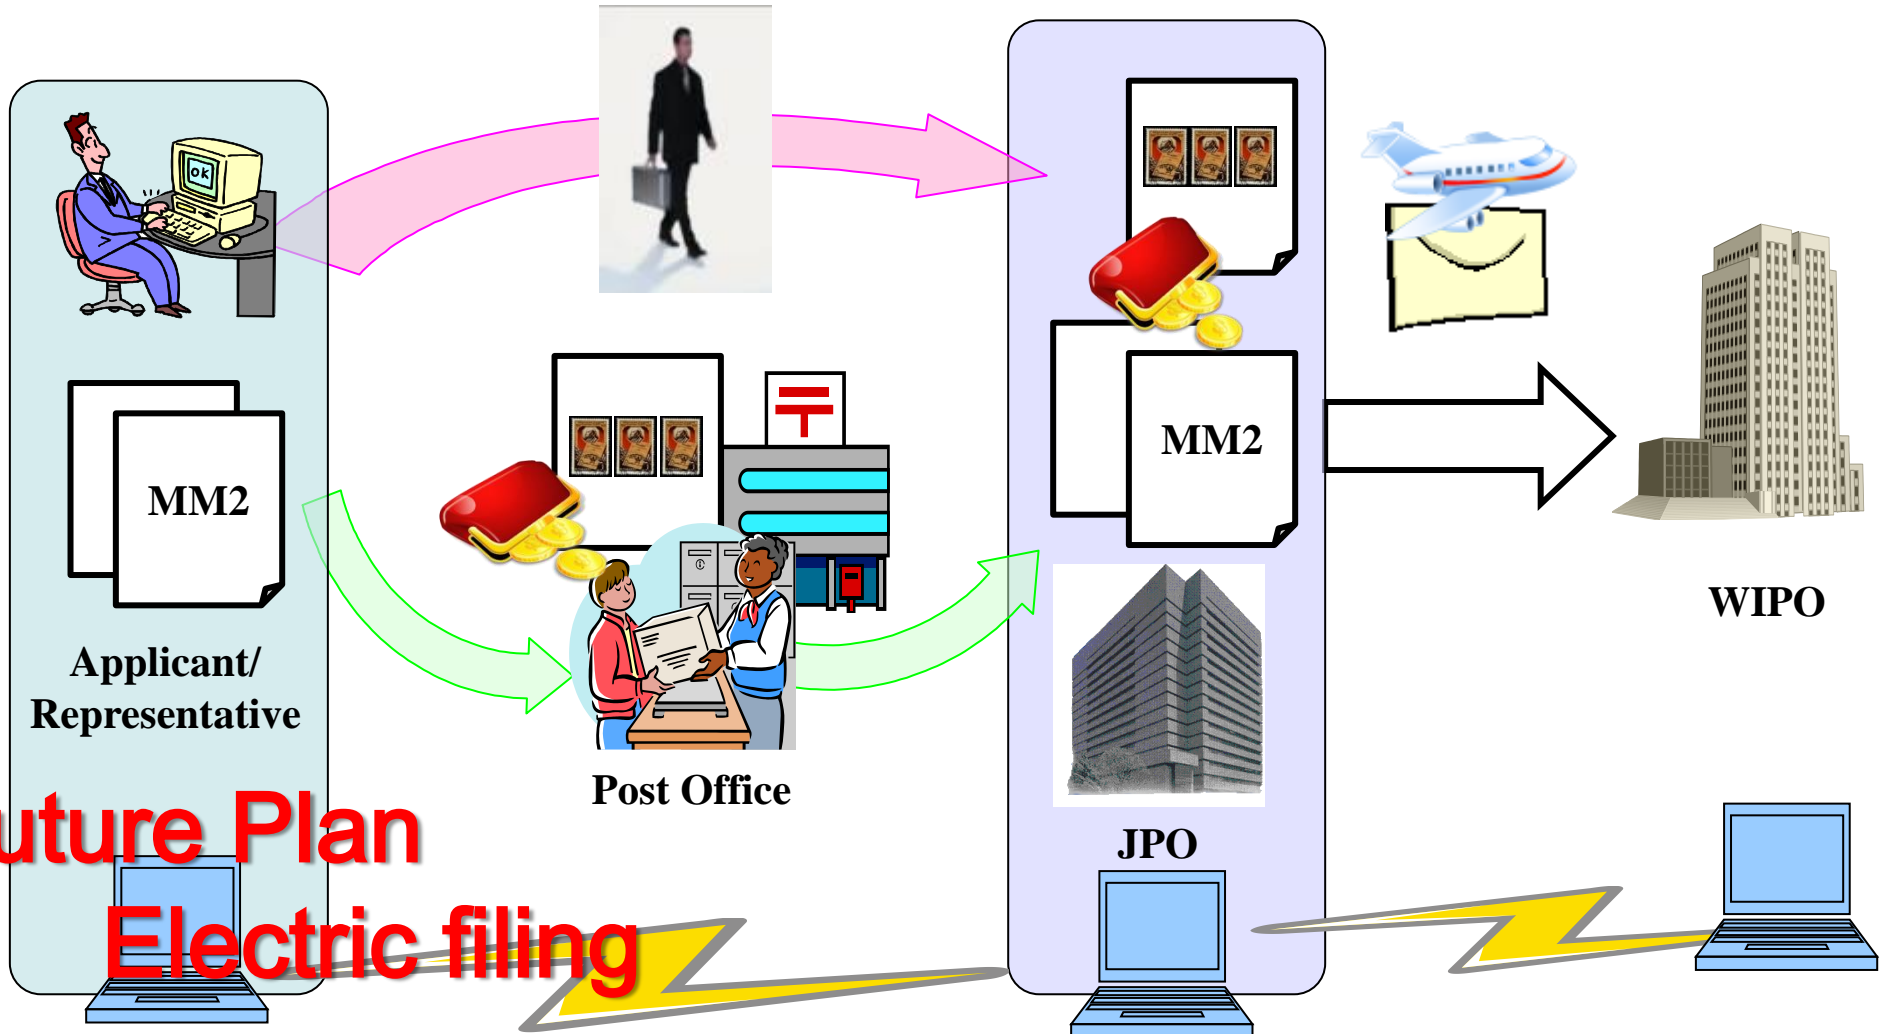 OK
MM2
Applicant/
Representative
Post Office
MM2
JPO
WIPO
uture Plan
Electric filing